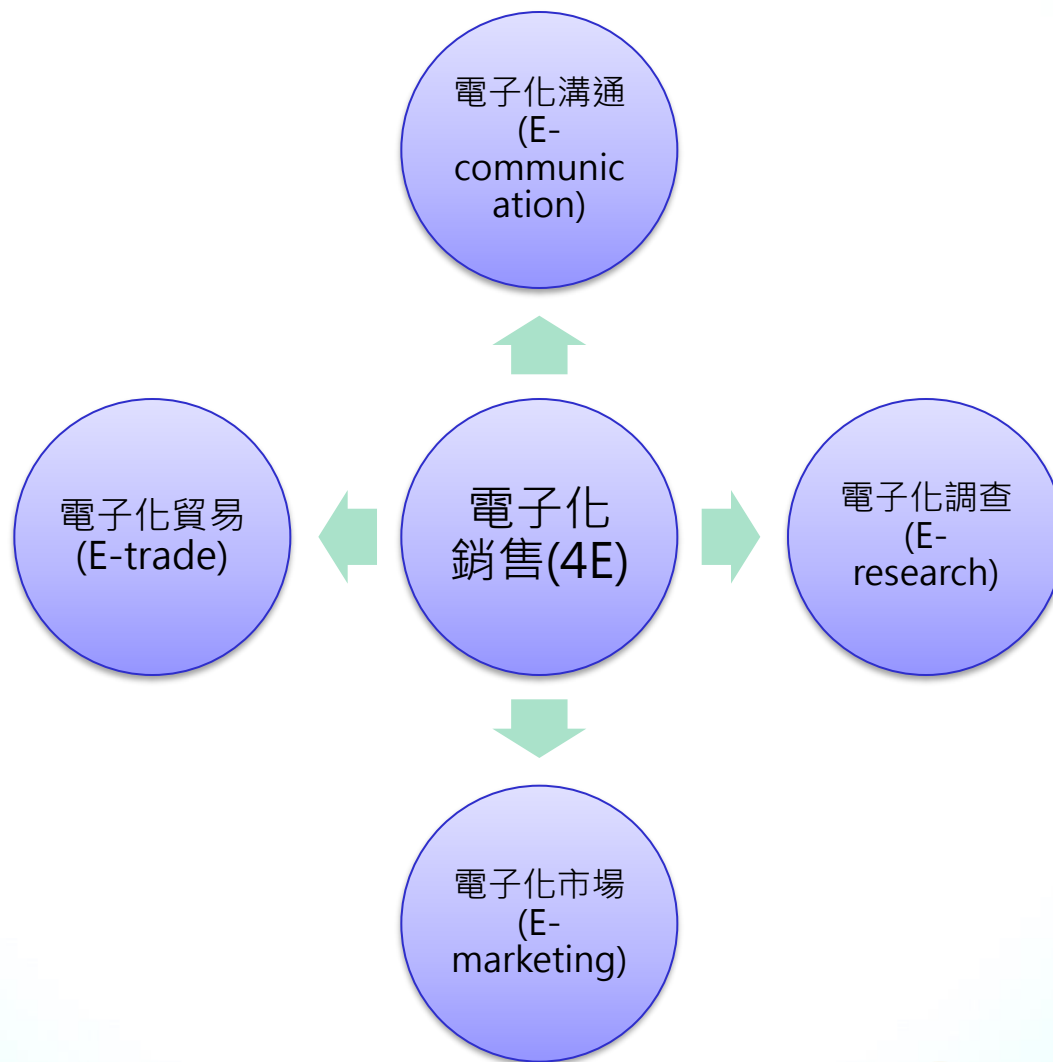 電子化溝通
(E-
communic
ation)
電子化貿易
(E-trade)
電子化
銷售(4E)
電子化調查
(E-
research)
電子化市場
(E-
marketing)